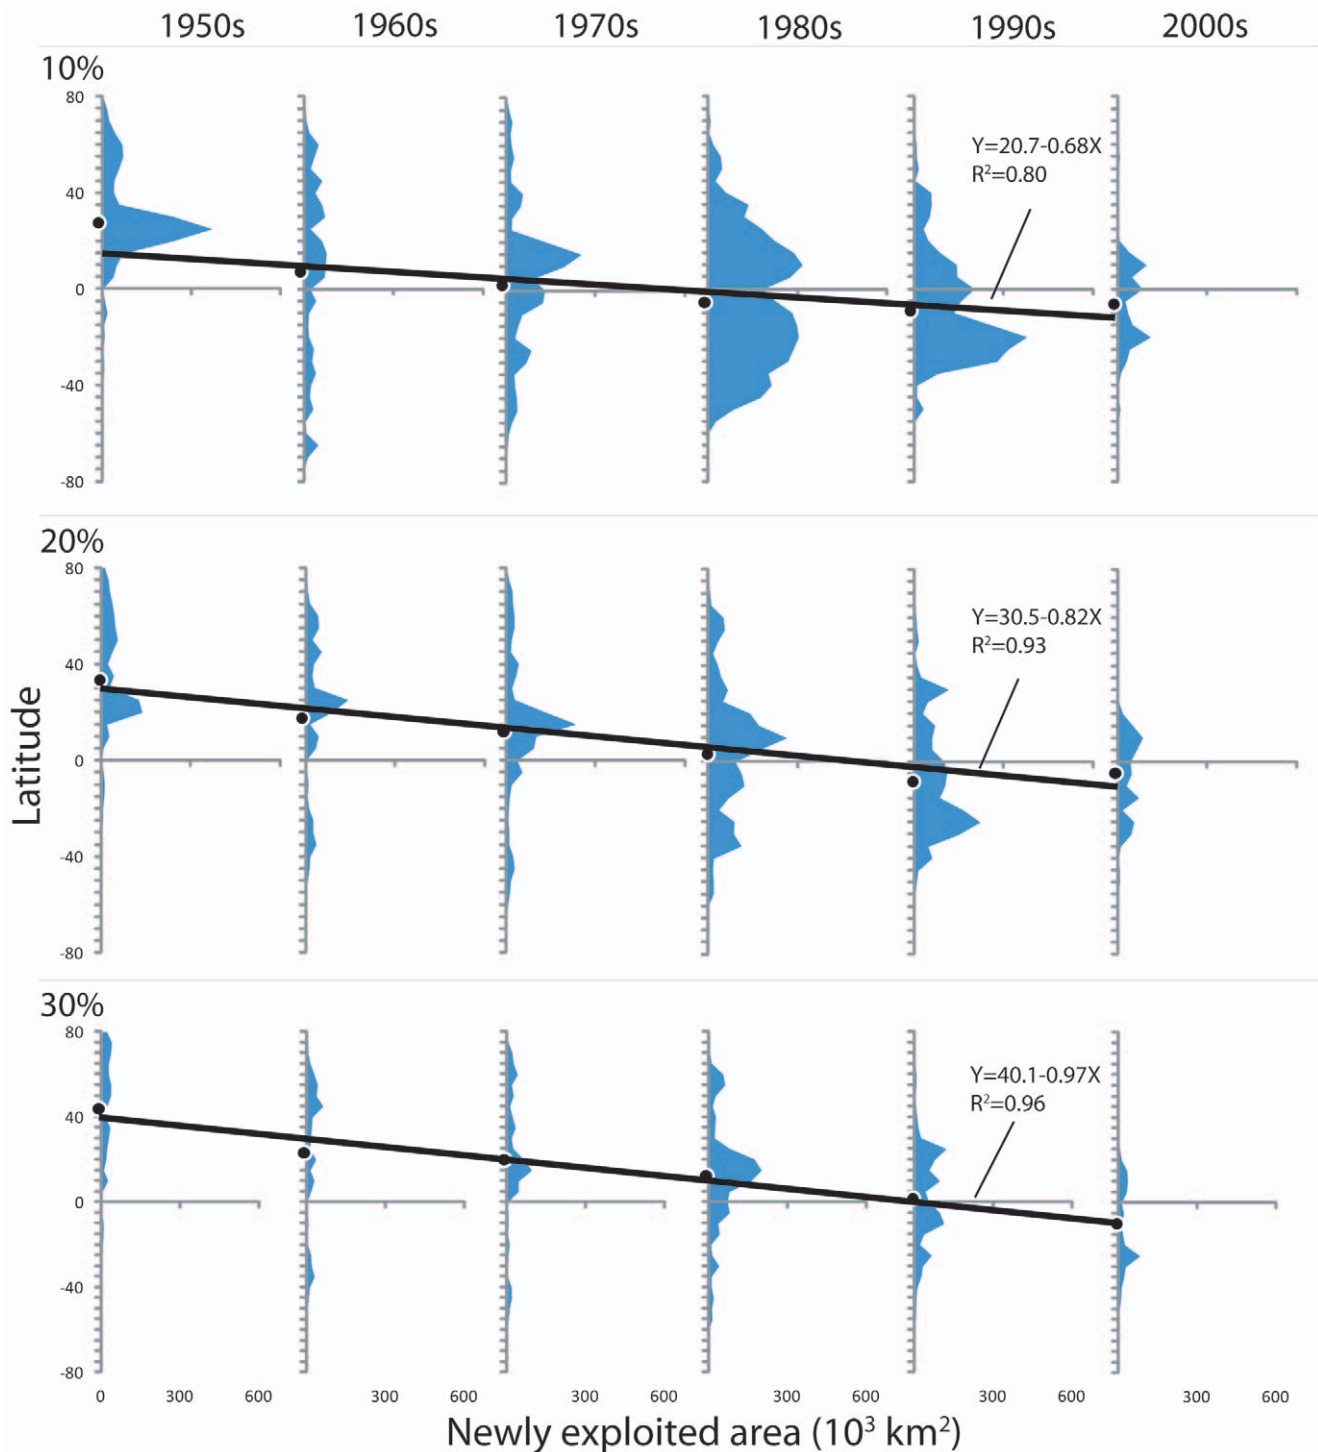 1950s 1960s 1970s 1980s 1990s 2000s
10%
80
40
0
-40
-80
Y=20.7-0.68X
R²=0.80
20%
80
40
0
-40
-80
Y=30.5-0.82X
R²=0.93
Latitude
30%
80
40
0
-40
-80
Y=40.1-0.97X
R²=0.96
0 300 600 300 600 300 600 300 600 300 600 300 600
Newly exploited area (10³ km²)